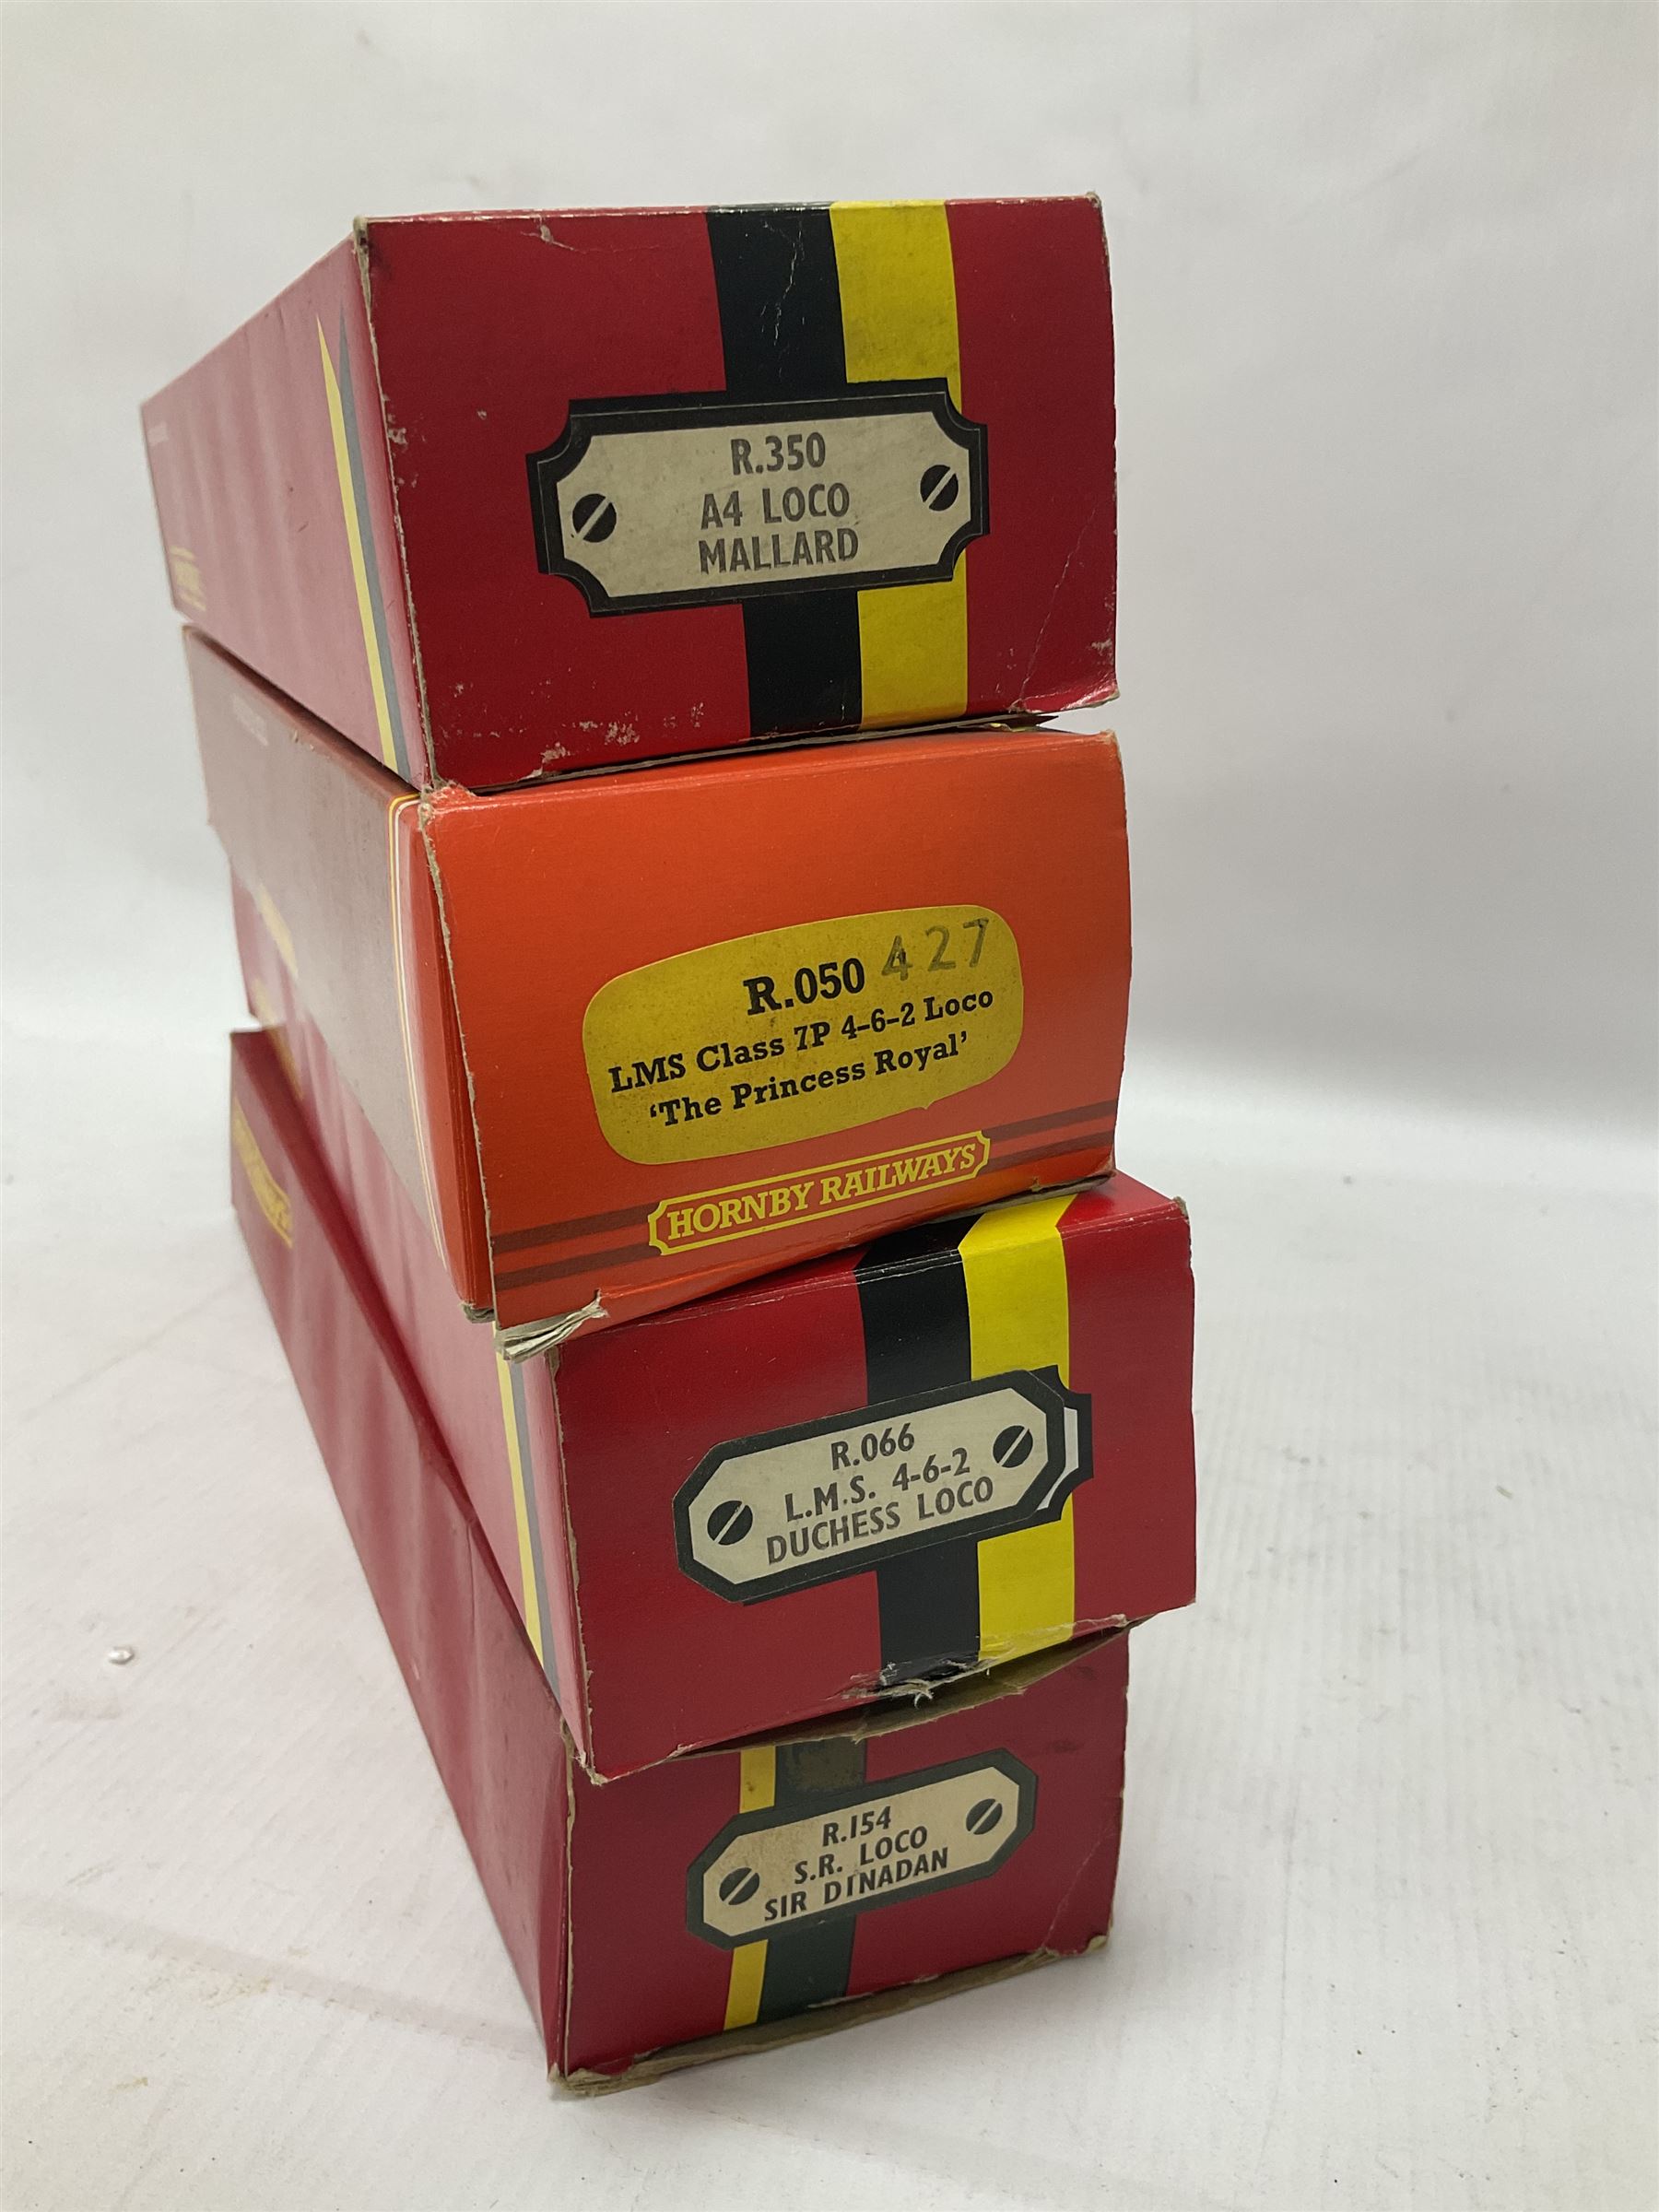 R.350
A4 LOCO
MALLARD
R.050 427
LMS Class 7P 4-6-2 Loco
‘The Princess Royal’
HORNBY RAILWAYS
R.066
L.M.S. 4-6-2
DUCHESS LOCO
R.154
S.R. LOCO
SIR DINADAN